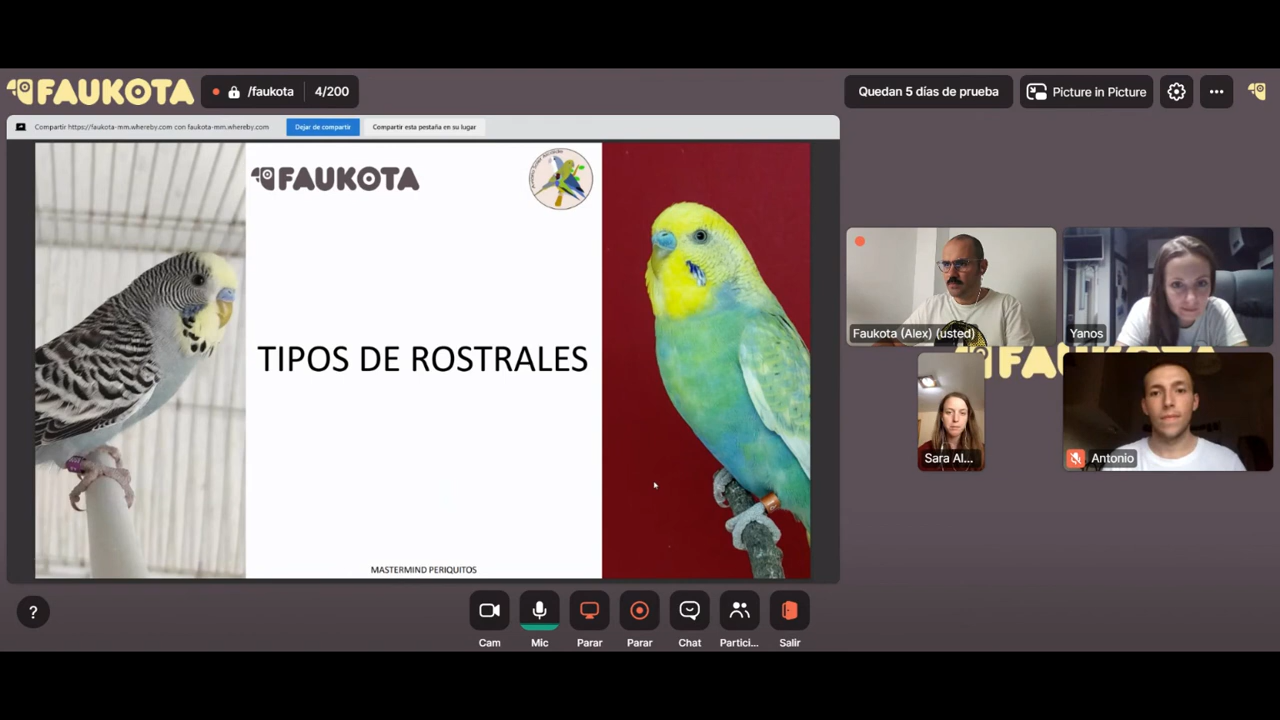 FAUKOTA
/faukota
4/200
Quedan 5 días de prueba
Picture in Picture
Compartir https://faukota-mm.whereby.com con faukota-mm.whereby.com
Dejar de compartir
Compartir esta pestaña en su lugar
FAUKOTA
TIPOS DE ROSTRALES
MASTERMIND PERIQUITOS
Faukota (Alex) (usted)
Yanos
FAUKOTA
Sara Al...
Antonio
?
Cam
Mic
Parar
Parar
Chat
Partici...
Salir